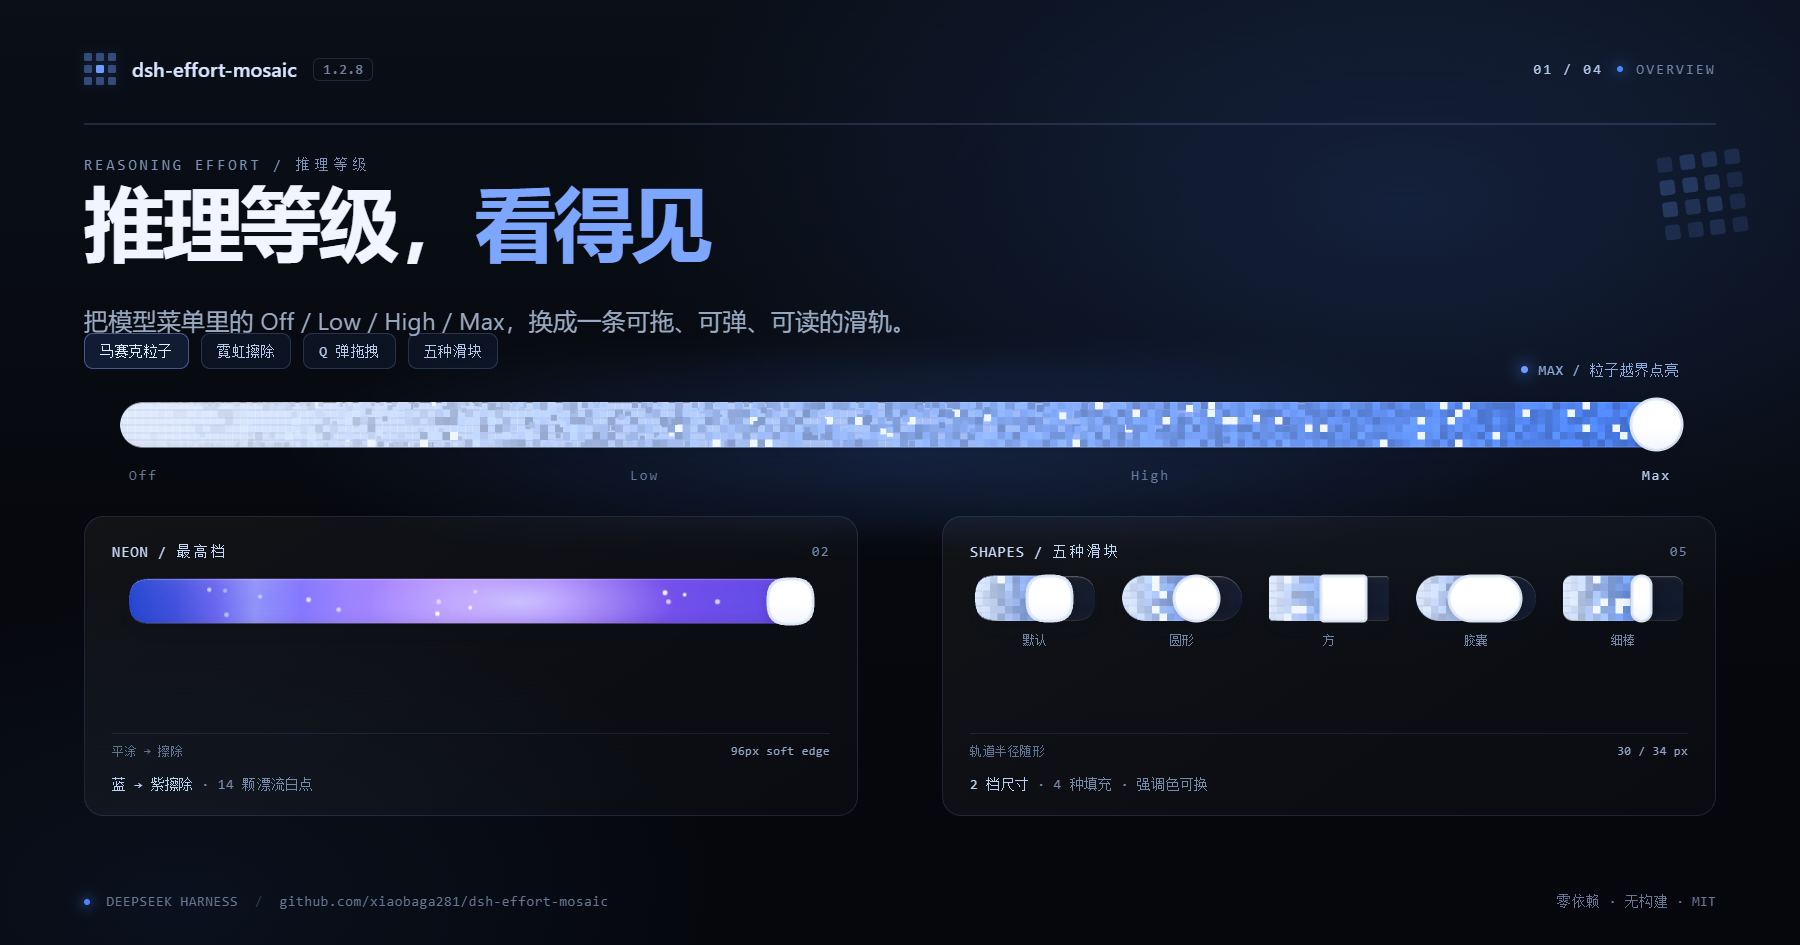 dsh-effort-mosaic 1.2.8
01 / 04 OVERVIEW
REASONING EFFORT / 推理等级
推理等级，看得见
把模型菜单里的 Off / Low / High / Max，换成一条可拖、可弹、可读的滑轨。
马赛克粒子 霓虹擦除 Q 弹拖拽 五种滑块
MAX / 粒子越界点亮
Off Low High Max
NEON / 最高档 02
平涂 → 擦除 96px soft edge
蓝 → 紫擦除 · 14 颗漂流白点
SHAPES / 五种滑块 05
默认 圆形 方 胶囊 细棒
轨道半径随形 30 / 34 px
2 档尺寸 · 4 种填充 · 强调色可换
DEEPSEEK HARNESS / github.com/xiaobaga281/dsh-effort-mosaic
零依赖 · 无构建 · MIT